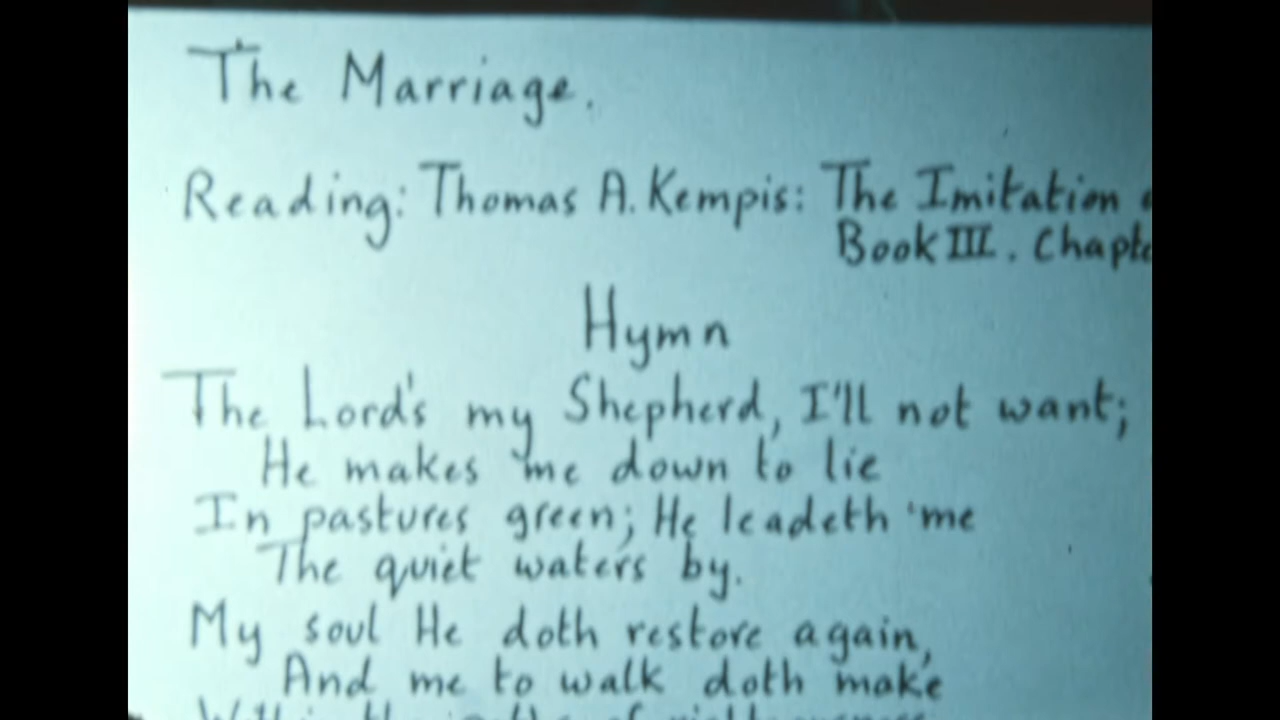 The Marriage.
Reading: Thomas A. Kempis: The Imitation
Book III. Chapte
Hymn
The Lord's my Shepherd, I'll not want;
He makes me down to lie
In pastures green; He leadeth me
The quiet waters by.
My soul He doth restore again,
And me to walk doth make